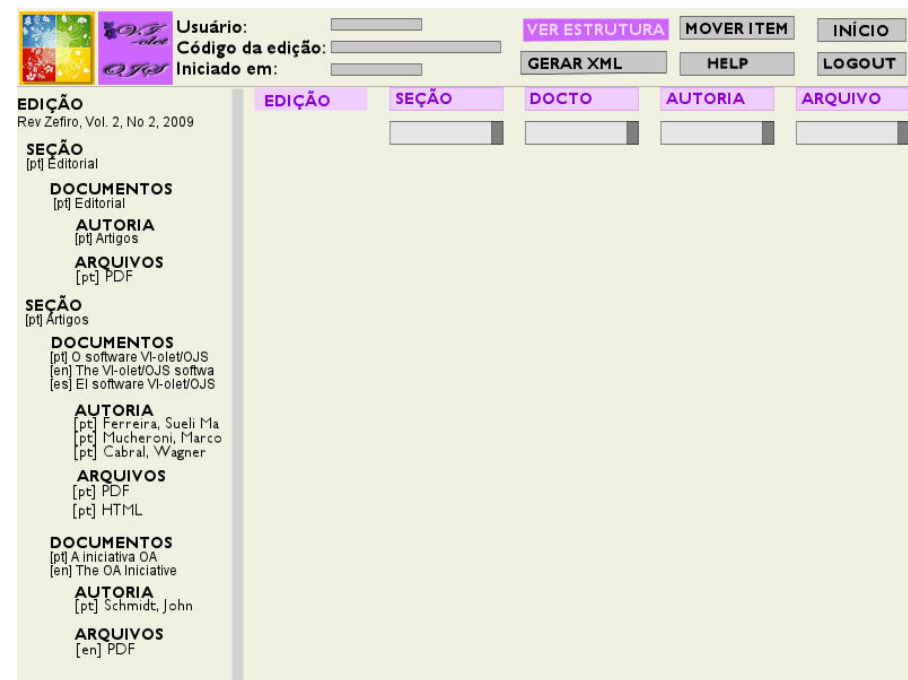 VI
-olet
OJS
Usuário:
Código da edição:
Iniciado em:
VER ESTRUTURA
MOVER ITEM
INÍCIO
GERAR XML
HELP
LOGOUT
EDIÇÃO
Rev Zefiro, Vol. 2, No 2, 2009
SEÇÃO
[pt] Editorial
DOCUMENTOS
[pt] Editorial
AUTORIA
[pt] Artigos
ARQUIVOS
[pt] PDF
SEÇÃO
[pt] Artigos
DOCUMENTOS
[pt] O software VI-olet/OJS
[en] The VI-olet/OJS softwa
[es] El software VI-olet/OJS
AUTORIA
[pt] Ferreira, Sueli Ma
[pt] Mucheroni, Marco
[pt] Cabral, Wagner
ARQUIVOS
[pt] PDF
[pt] HTML
DOCUMENTOS
[pt] A iniciativa OA
[en] The OA Iniciative
AUTORIA
[pt] Schmidt, John
ARQUIVOS
[en] PDF
EDIÇÃO
SEÇÃO
DOCTO
AUTORIA
ARQUIVO